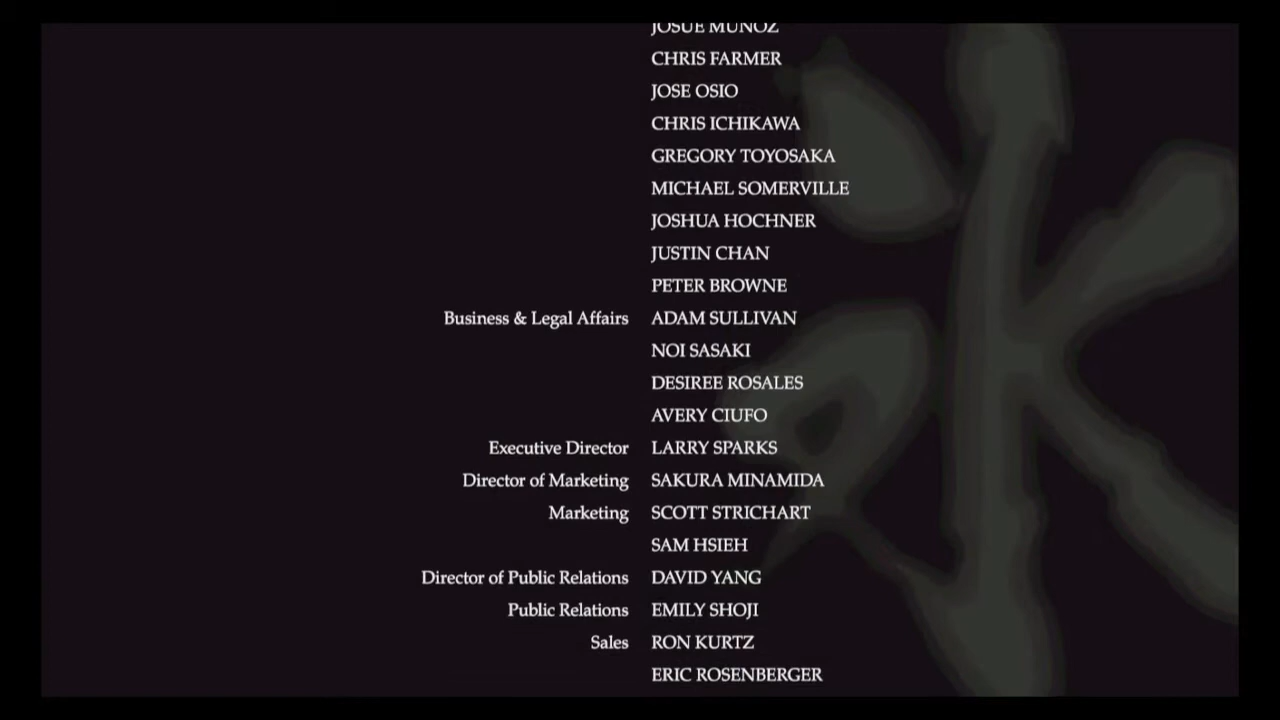 JOSUE MUNOZ
CHRIS FARMER
JOSE OSIO
CHRIS ICHIKAWA
GREGORY TOYOSAKA
MICHAEL SOMERVILLE
JOSHUA HOCHNER
JUSTIN CHAN
PETER BROWNE
Business & Legal Affairs ADAM SULLIVAN
NOI SASAKI
DESIREE ROSALES
AVERY CIUFO
Executive Director LARRY SPARKS
Director of Marketing SAKURA MINAMIDA
Marketing SCOTT STRICHART
SAM HSIEH
Director of Public Relations DAVID YANG
Public Relations EMILY SHOJI
Sales RON KURTZ
ERIC ROSENBERGER